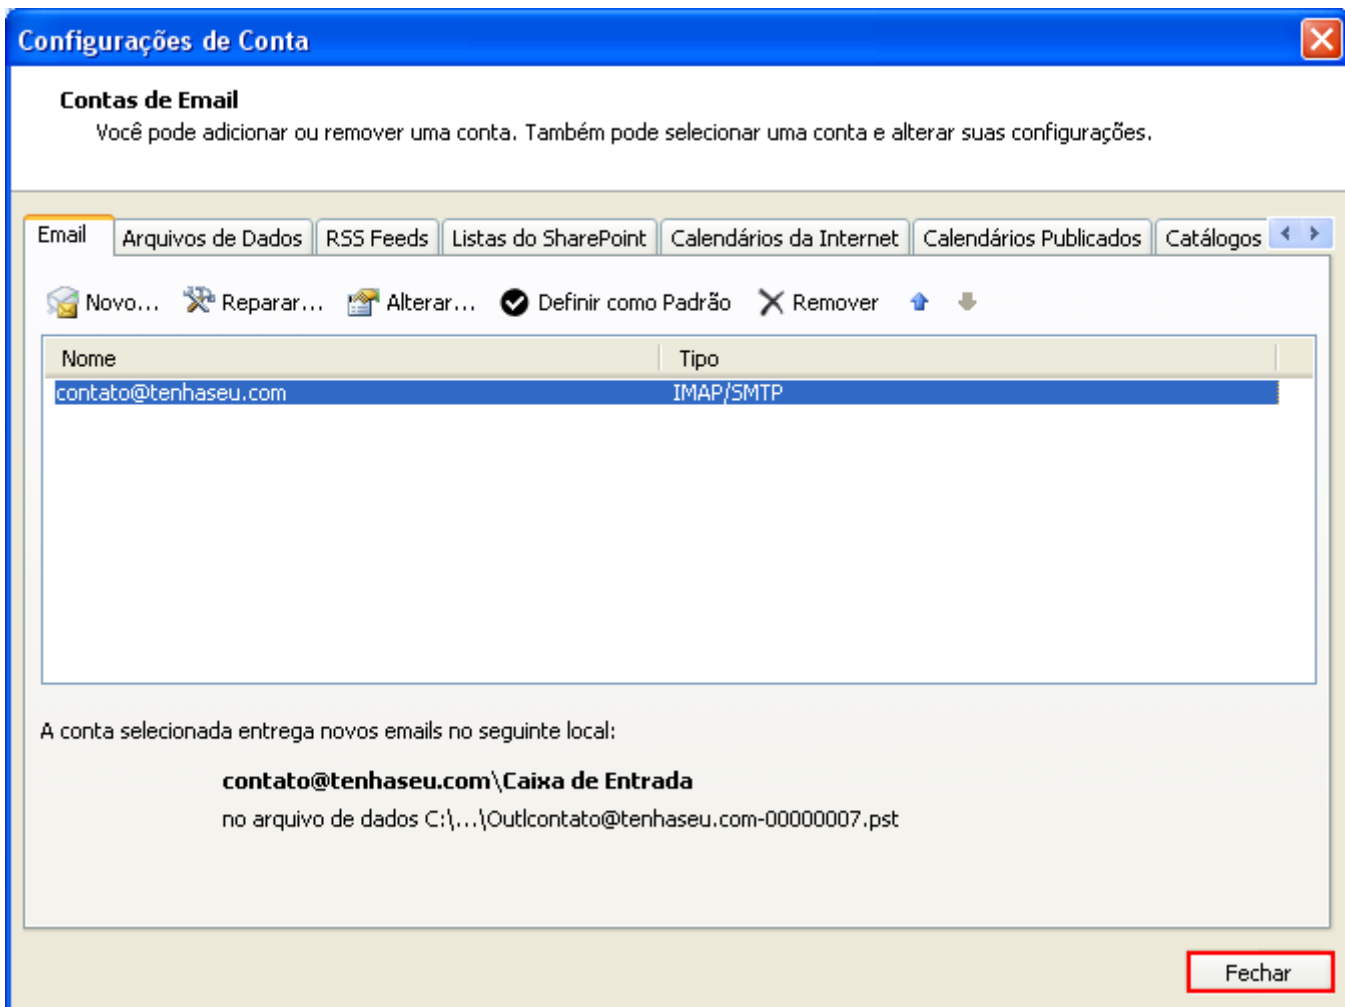 Configurações de Conta
Contas de Email
Você pode adicionar ou remover uma conta. Também pode selecionar uma conta e alterar suas configurações.
Email Arquivos de Dados RSS Feeds Listas do SharePoint Calendários da Internet Calendários Publicados Catálogos
Novo... Reparar... Alterar... Definir como Padrão Remover
Nome Tipo
contato@tenhaseu.com IMAP/SMTP
A conta selecionada entrega novos emails no seguinte local:
contato@tenhaseu.com\Caixa de Entrada
no arquivo de dados C:\...\Outlcontato@tenhaseu.com-00000007.pst
Fechar